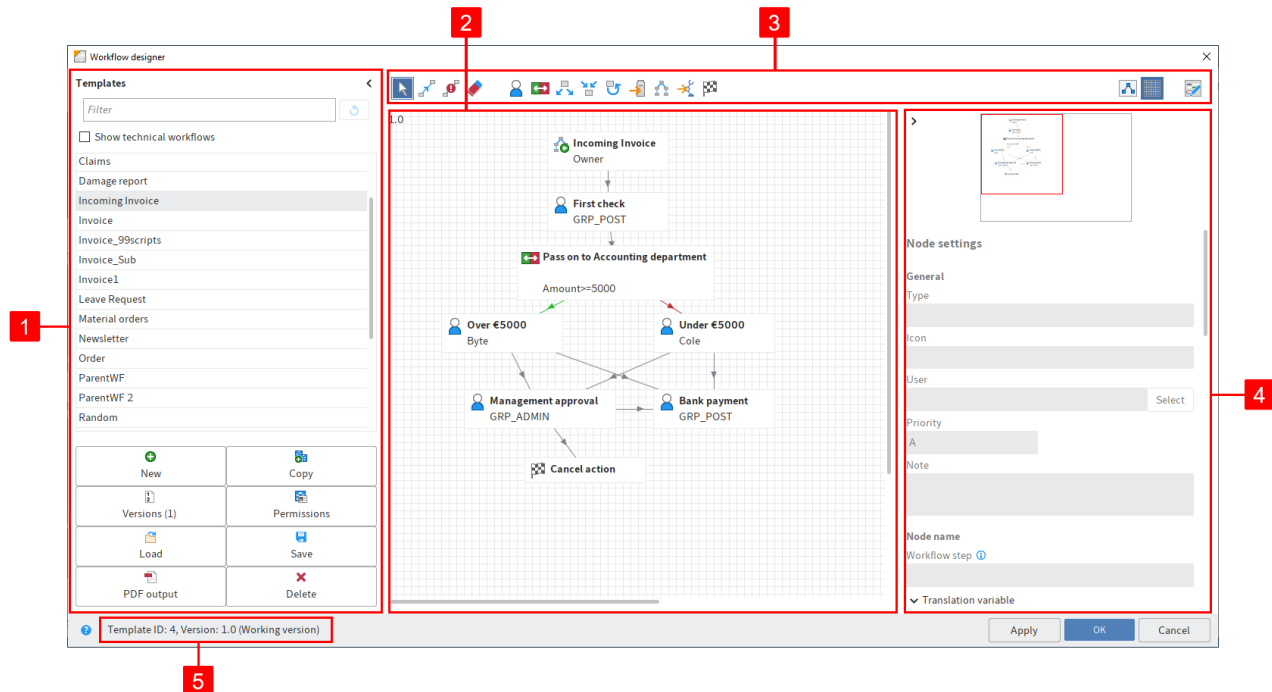 2
3
Workflow designer
Templates
Filter
Show technical workflows
Claims
Damage report
Incoming Invoice
Invoice
Invoice_99scripts
Invoice_Sub
Invoice1
Leave Request
Material orders
Newsletter
Order
ParentWF
ParentWF 2
Random
New
Copy
Versions (1)
Permissions
Load
Save
PDF output
Delete
1
1.0
Incoming Invoice
Owner
First check
GRP_POST
Pass on to Accounting department
Amount>=5000
Over €5000
Byte
Under €5000
Cole
Management approval
GRP_ADMIN
Bank payment
GRP_POST
Cancel action
Node settings
General
Type
Icon
User
Select
Priority
A
Note
Node name
Workflow step
Translation variable
4
Template ID: 4, Version: 1.0 (Working version)
Apply
OK
Cancel
5